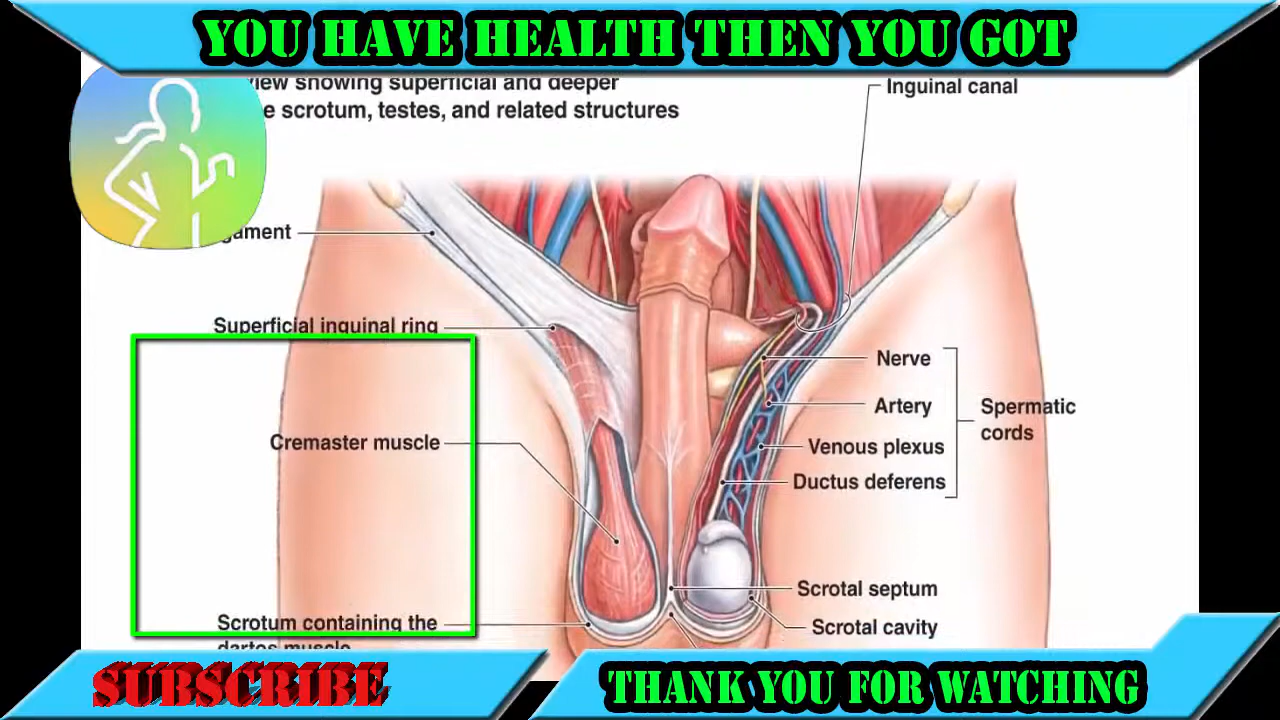 YOU HAVE HEALTH THEN YOU GOT
view showing superficial and deeper
scrotum, testes, and related structures
Inguinal canal
Superficial inguinal ring
Nerve
Artery
Spermatic
cords
Cremaster muscle
Venous plexus
Ductus deferens
Scrotal septum
Scrotum containing the
dartos muscle
Scrotal cavity
SUBSCRIBE
THANK YOU FOR WATCHING